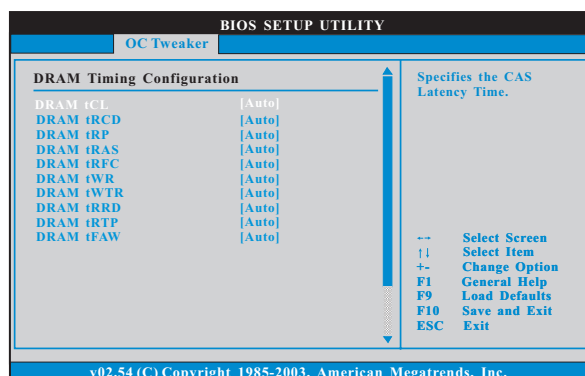 BIOS SETUP UTILITY
OC Tweaker
DRAM Timing Configuration
DRAM tCL [Auto]
DRAM tRCD [Auto]
DRAM tRP [Auto]
DRAM tRAS [Auto]
DRAM tRFC [Auto]
DRAM tWR [Auto]
DRAM tWTR [Auto]
DRAM tRRD [Auto]
DRAM tRTP [Auto]
DRAM tFAW [Auto]
Specifies the CAS
Latency Time.
←→ Select Screen
↑↓ Select Item
+- Change Option
F1 General Help
F9 Load Defaults
F10 Save and Exit
ESC Exit
v02.54 (C) Copyright 1985-2003, American Megatrends, Inc.